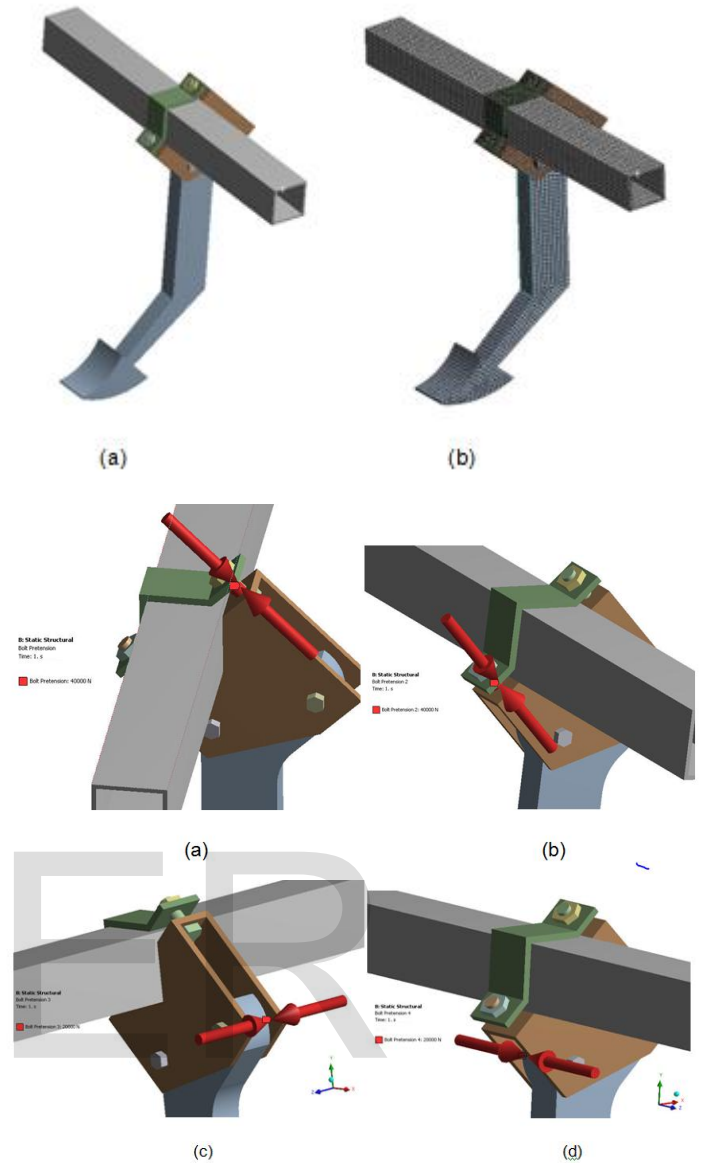 (a)
(b)
B: Static Structural
Bolt Pretension
Time: 1. s
Bolt Pretension: 40000 N
B: Static Structural
Bolt Pretension 2
Time: 1. s
Bolt Pretension 2: 40000 N
(a)
(b)
ER
B: Static Structural
Bolt Pretension 3
Time: 1. s
Bolt Pretension 3: 20000 N
B: Static Structural
Bolt Pretension 4
Time: 1. s
Bolt Pretension 4: 20000 N
Y
Z
X
Y
X
Z
(c)
(d)